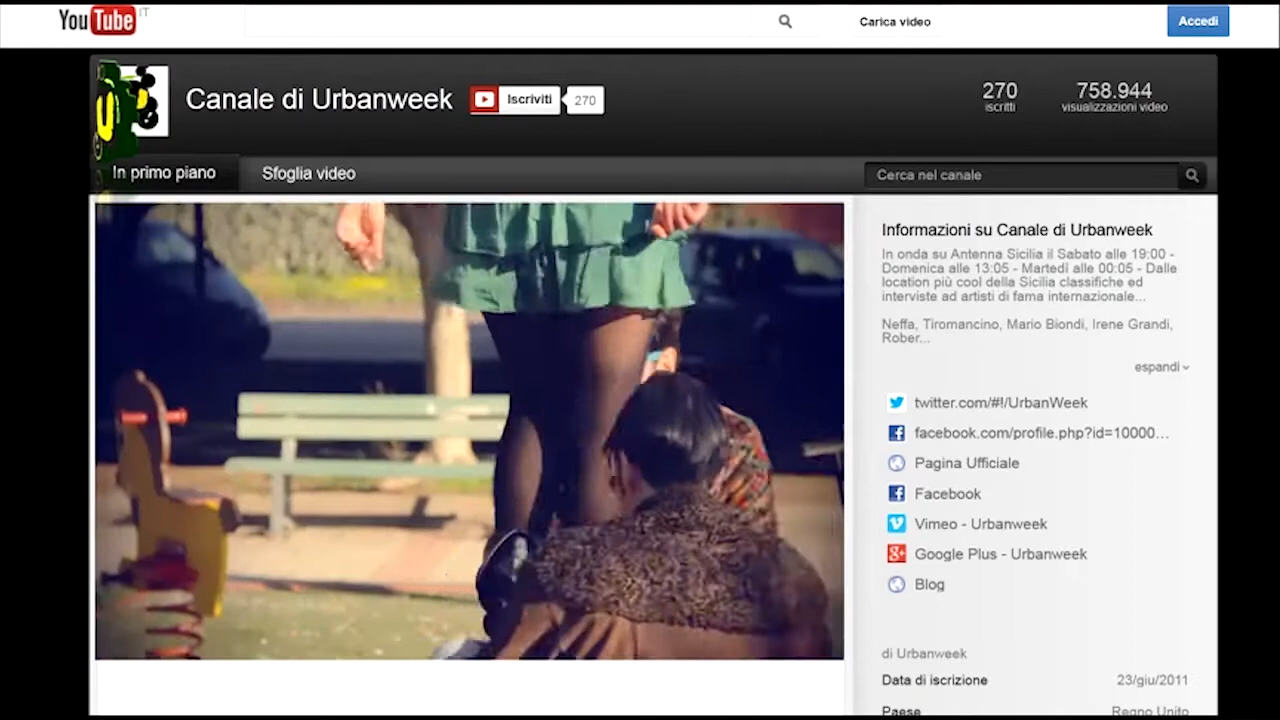 YouTube IT
Carica video
Accedi
Canale di Urbanweek
Iscriviti
270
270
iscritti
758.944
visualizzazioni video
In primo piano
Sfoglia video
Cerca nel canale
Informazioni su Canale di Urbanweek
In onda su Antenna Sicilia il Sabato alle 19:00 -
Domenica alle 13:05 - Martedì alle 00:05 - Dalle
location più cool della Sicilia classifiche ed
interviste ad artisti di fama internazionale...
Neffa, Tiromancino, Mario Biondi, Irene Grandi,
Rober...
espandi
twitter.com/#!/UrbanWeek
facebook.com/profile.php?id=10000...
Pagina Ufficiale
Facebook
Vimeo - Urbanweek
Google Plus - Urbanweek
Blog
di Urbanweek
Data di iscrizione
23/giu/2011
Paese
Regno Unito